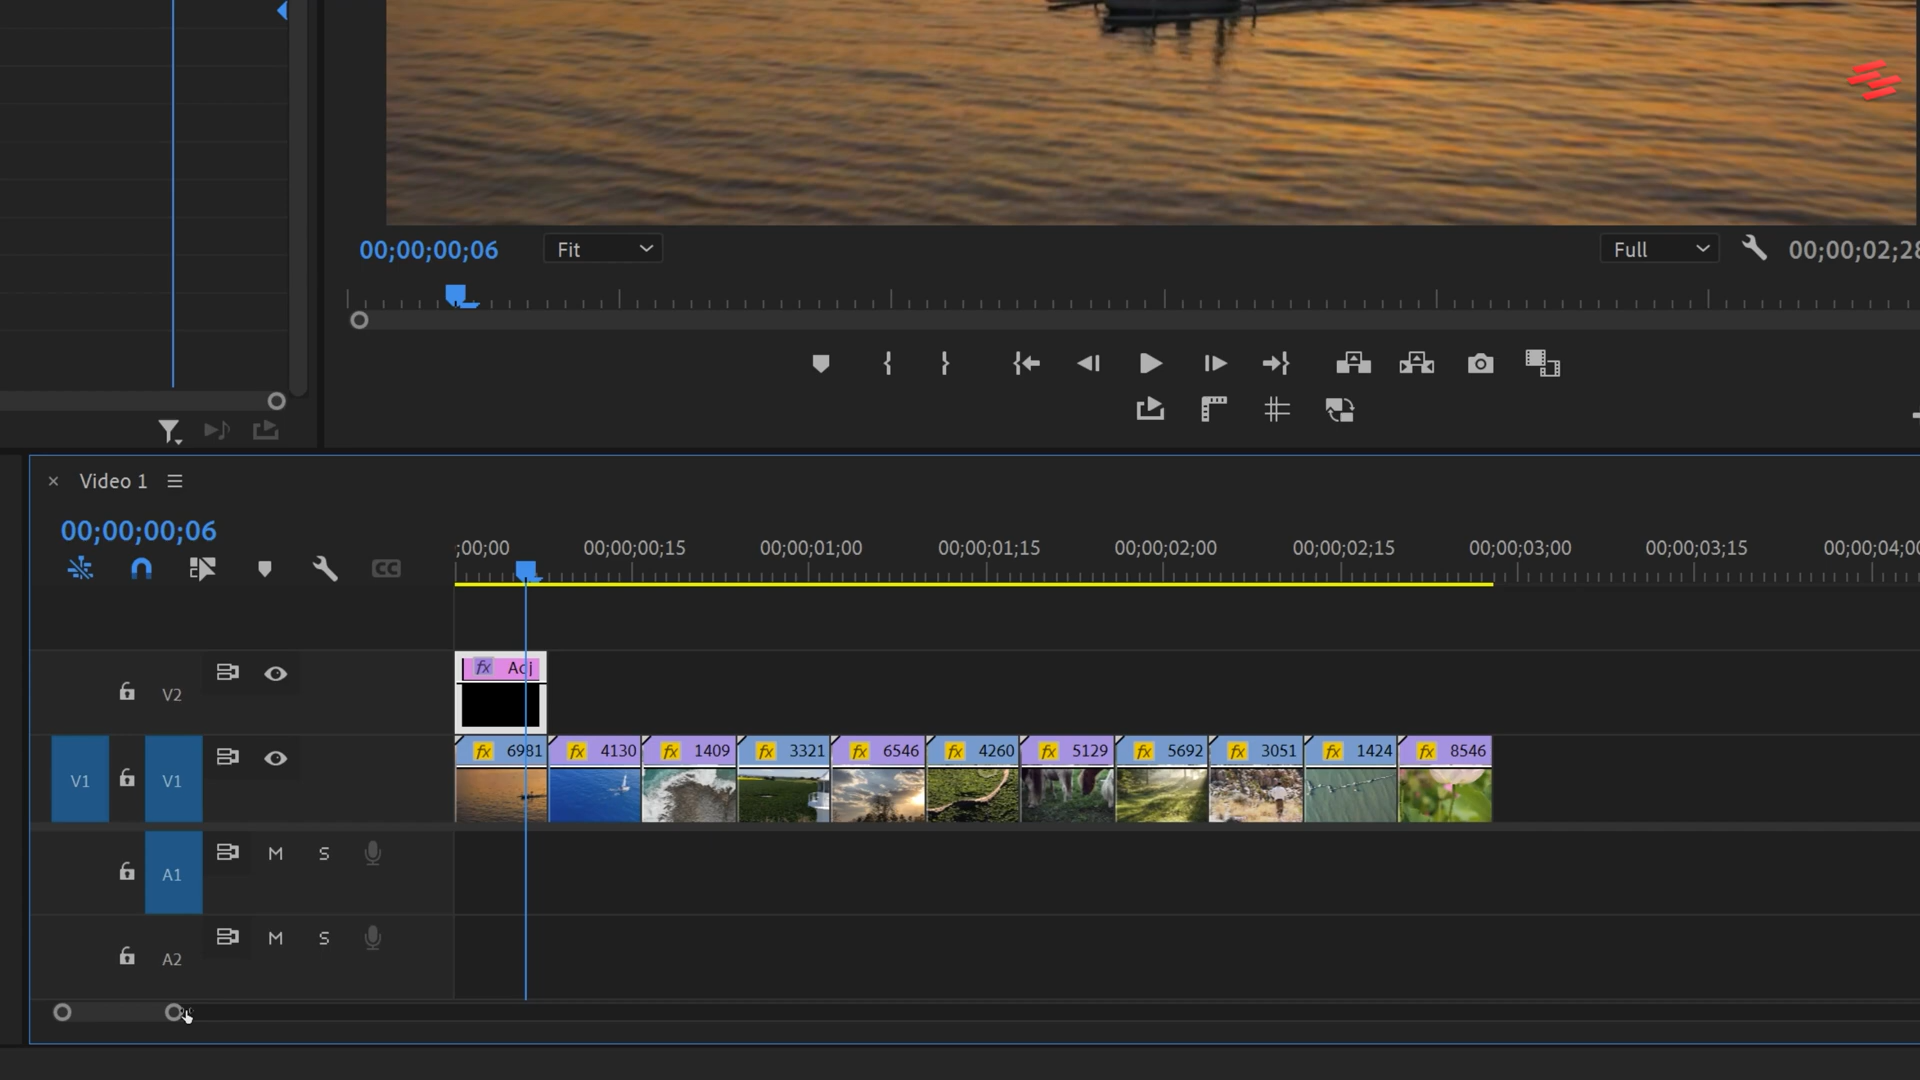 00;00;00;06
Fit
Full
00;00;02;28
Video 1
00;00;00;06
CC
;00;00
00;00;00;15
00;00;01;00
00;00;01;15
00;00;02;00
00;00;02;15
00;00;03;00
00;00;03;15
00;00;04;00
fx Adj
V2
fx 6981
fx 4130
fx 1409
fx 3321
fx 6546
fx 4260
fx 5129
fx 5692
fx 3051
fx 1424
fx 8546
V1
V1
A1
M
S
A2
M
S